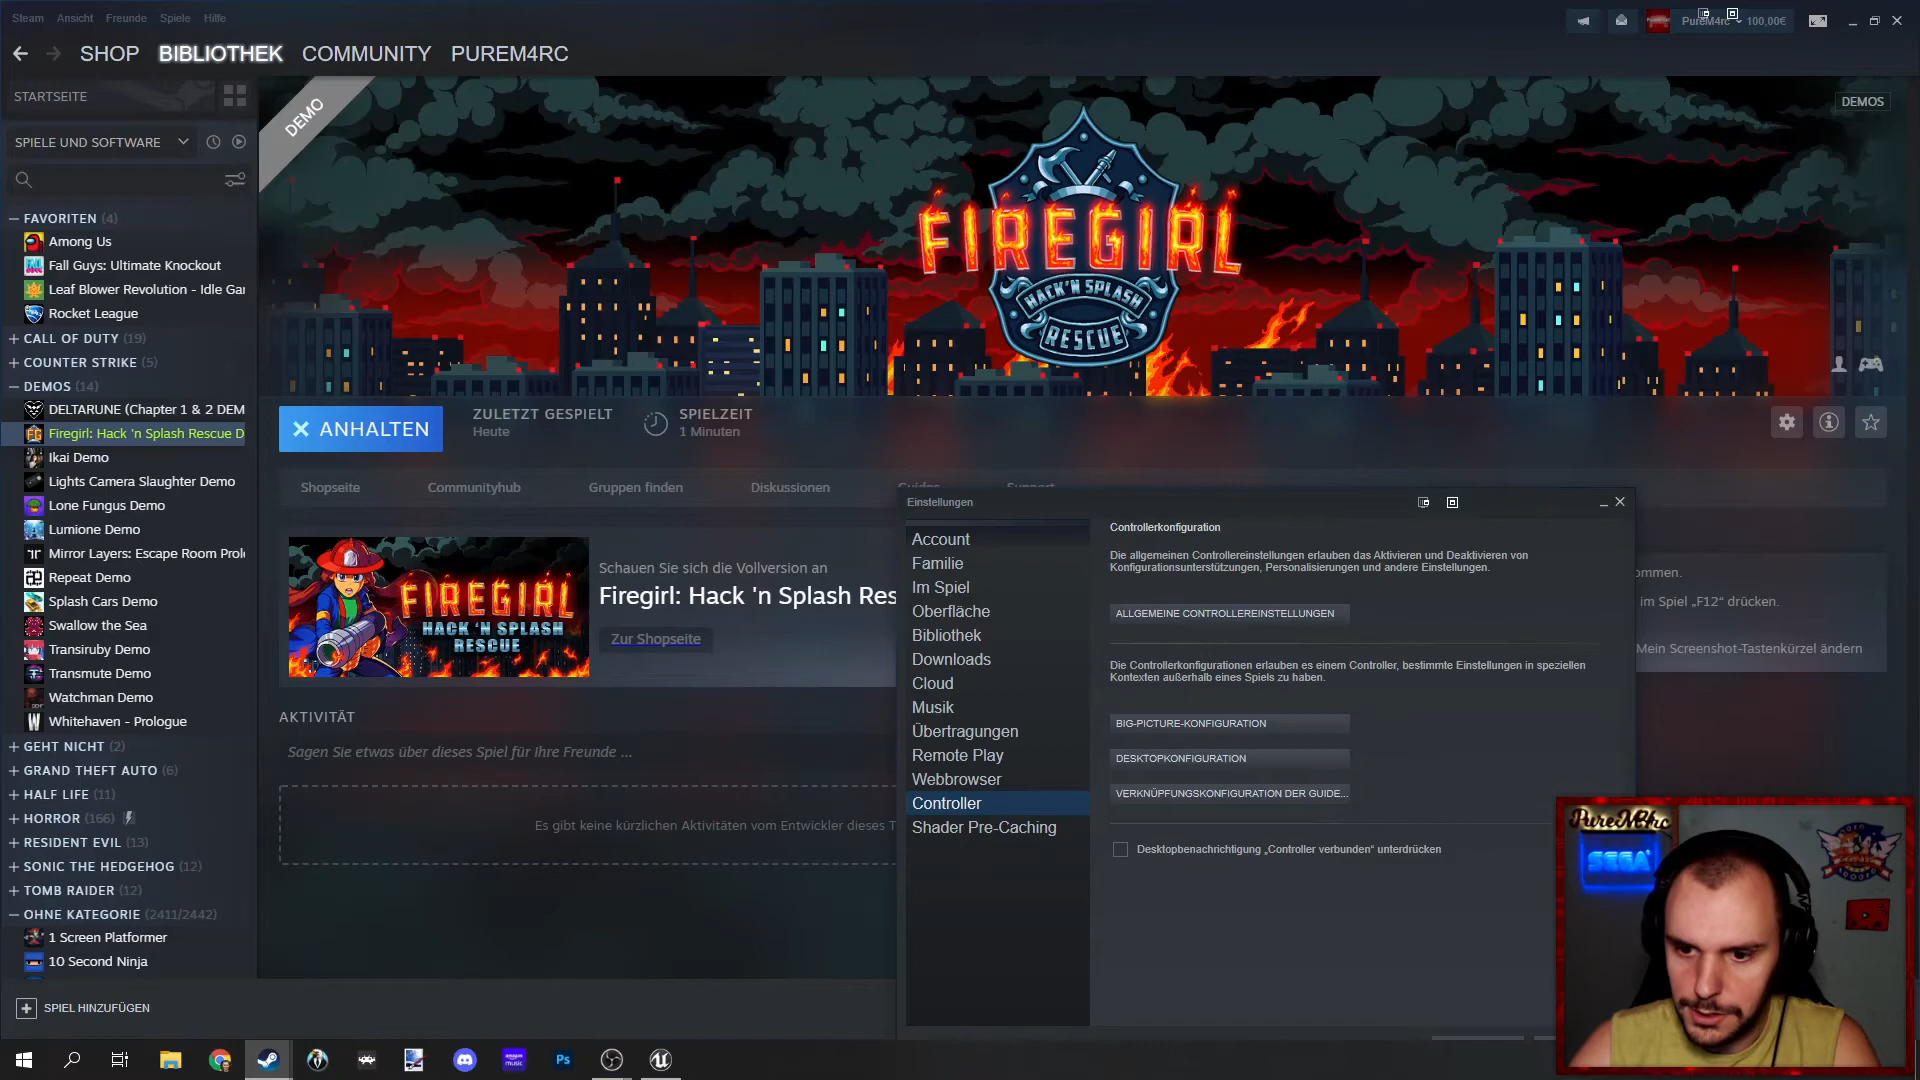 Steam Ansicht Freunde Spiele Hilfe
PureM4rc 100,00€
SHOP BIBLIOTHEK COMMUNITY PUREM4RC
STARTSEITE
DEMO
DEMOS
SPIELE UND SOFTWARE
FAVORITEN (4)
Among Us
Fall Guys: Ultimate Knockout
Leaf Blower Revolution - Idle Gar
Rocket League
CALL OF DUTY (19)
COUNTER STRIKE (5)
DEMOS (14)
DELTARUNE (Chapter 1 & 2 DEM
Firegirl: Hack 'n Splash Rescue D
Ikai Demo
Lights Camera Slaughter Demo
Lone Fungus Demo
Lumione Demo
Mirror Layers: Escape Room Prol
Repeat Demo
Splash Cars Demo
Swallow the Sea
Transiruby Demo
Transmute Demo
Watchman Demo
Whitehaven - Prologue
GEHT NICHT (2)
GRAND THEFT AUTO (6)
HALF LIFE (11)
HORROR (166)
RESIDENT EVIL (13)
SONIC THE HEDGEHOG (12)
TOMB RAIDER (12)
OHNE KATEGORIE (2411/2442)
1 Screen Platformer
10 Second Ninja
SPIEL HINZUFÜGEN
FIREGIRL
HACK'N SPLASH
RESCUE
ANHALTEN
ZULETZT GESPIELT
Heute
SPIELZEIT
1 Minuten
Shopseite Communityhub Gruppen finden Diskussionen Guides Support
FIREGIRL
HACK 'N SPLASH
RESCUE
Schauen Sie sich die Vollversion an
Firegirl: Hack 'n Splash Res
Zur Shopseite
AKTIVITÄT
Sagen Sie etwas über dieses Spiel für Ihre Freunde ...
Es gibt keine kürzlichen Aktivitäten vom Entwickler dieses
Einstellungen
Account
Familie
Im Spiel
Oberfläche
Bibliothek
Downloads
Cloud
Musik
Übertragungen
Remote Play
Webbrowser
Controller
Shader Pre-Caching
Controllerkonfiguration
Die allgemeinen Controllereinstellungen erlauben das Aktivieren und Deaktivieren von
Konfigurationsunterstützungen, Personalisierungen und andere Einstellungen.
ALLGEMEINE CONTROLLEREINSTELLUNGEN
Die Controllerkonfigurationen erlauben es einem Controller, bestimmte Einstellungen in speziellen
Kontexten außerhalb eines Spiels zu haben.
BIG-PICTURE-KONFIGURATION
DESKTOPKONFIGURATION
VERKNÜPFUNGSKONFIGURATION DER GUIDE...
Desktopbenachrichtigung „Controller verbunden“ unterdrücken
ommen.
im Spiel „F12“ drücken.
Mein Screenshot-Tastenkürzel ändern
PureM4rc
SEGA
amazon
music
Ps